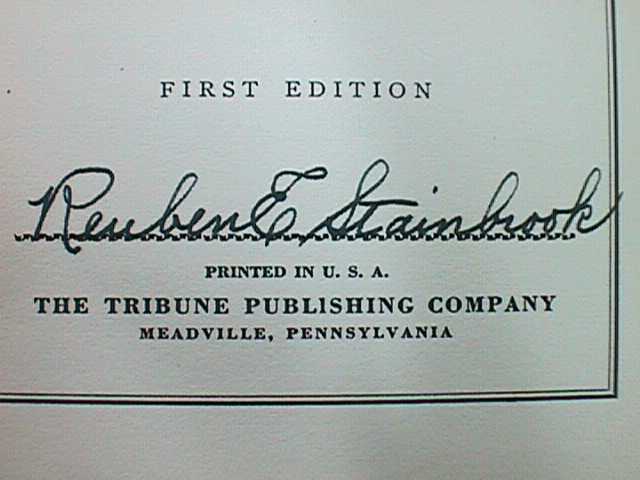 FIRST EDITION
Reuben E Stainbrook
PRINTED IN U. S. A.
THE TRIBUNE PUBLISHING COMPANY
MEADVILLE, PENNSYLVANIA